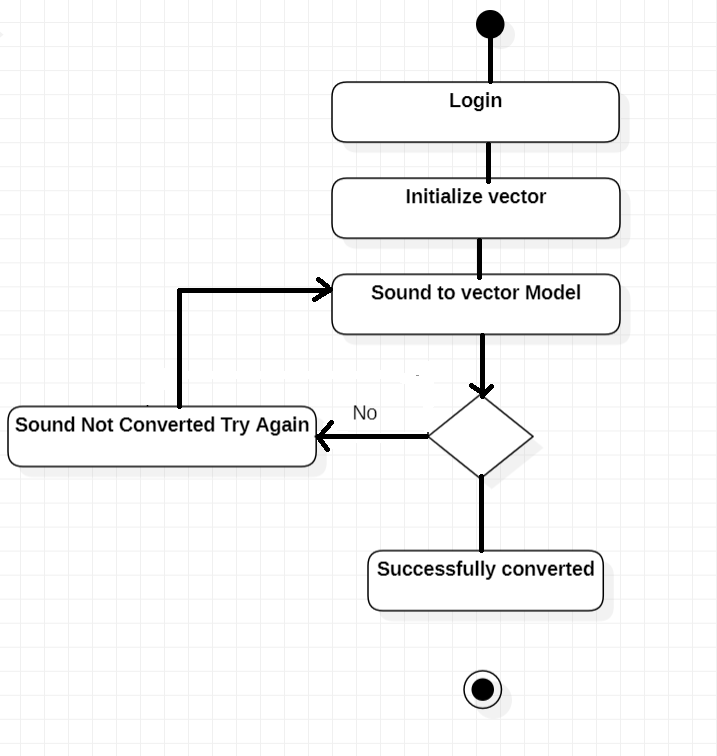 Login
Initialize vector
Sound to vector Model
No
Sound Not Converted Try Again
Successfully converted